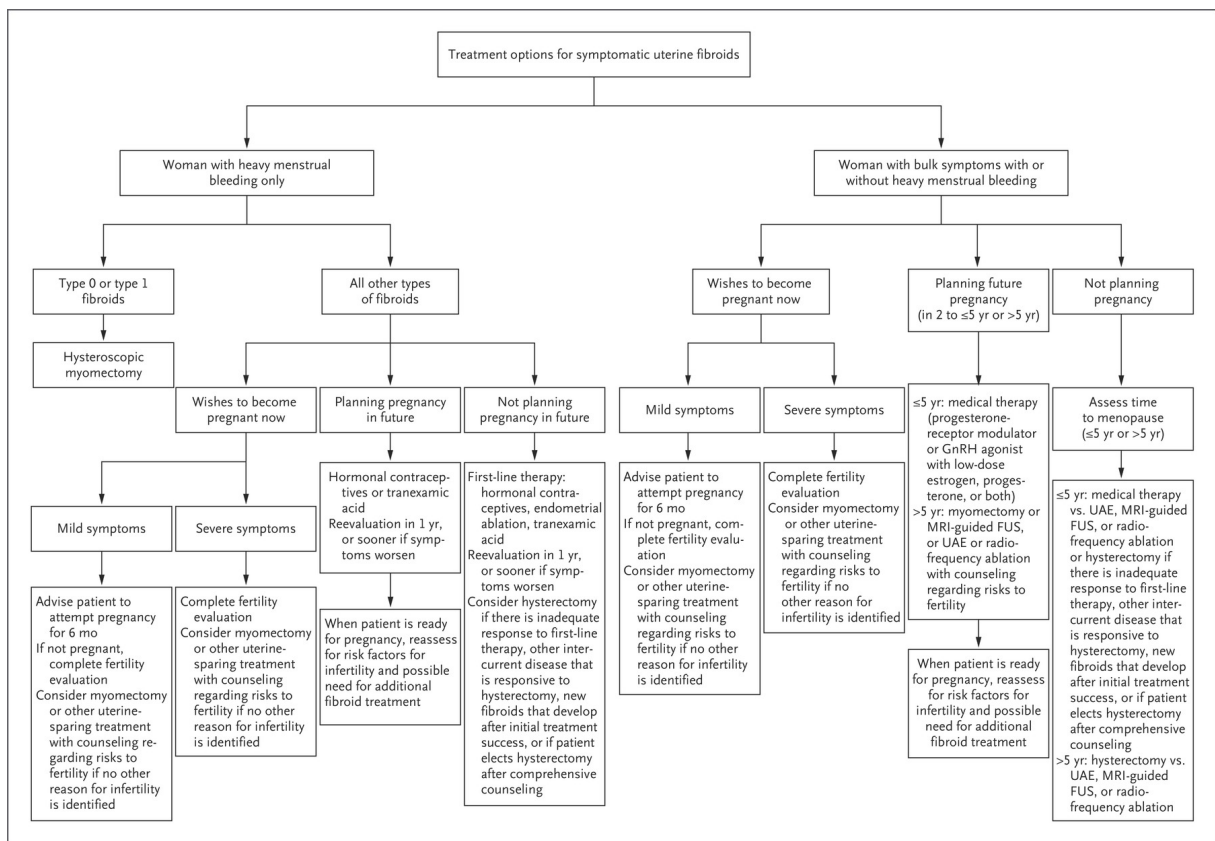 Treatment options for symptomatic uterine fibroids
Woman with heavy menstrual
bleeding only
Woman with bulk symptoms with or
without heavy menstrual bleeding
Type 0 or type 1
fibroids
All other types
of fibroids
Wishes to become
pregnant now
Planning future
pregnancy
(in 2 to ≤5 yr or >5 yr)
Not planning
pregnancy
Hysteroscopic
myomectomy
Wishes to become
pregnant now
Planning pregnancy
in future
Not planning
pregnancy in future
Mild symptoms
Severe symptoms
≤5 yr: medical therapy
(progesterone-
receptor modulator
or GnRH agonist
with low-dose
estrogen, proges-
terone, or both)
>5 yr: myomectomy or
MRI-guided FUS,
or UAE or radio-
frequency ablation
with counseling
regarding risks to
fertility
Assess time
to menopause
(≤5 yr or >5 yr)
Mild symptoms
Severe symptoms
Hormonal contracep-
tives or tranexamic
acid
Reevaluation in 1 yr,
or sooner if symp-
toms worsen
First-line therapy:
hormonal contra-
ceptives, endometrial
ablation, tranexamic
acid
Reevaluation in 1 yr,
or sooner if symp-
toms worsen
Consider hysterectomy
if there is inadequate
response to first-line
therapy, other inter-
current disease that
is responsive to
hysterectomy, new
fibroids that develop
after initial treatment
success, or if patient
elects hysterectomy
after comprehensive
counseling
Advise patient to
attempt pregnancy
for 6 mo
If not pregnant, com-
plete fertility evalu-
ation
Consider myomectomy
or other uterine-
sparing treatment
with counseling
regarding risks to
fertility if no other
reason for infertility
is identified
Complete fertility
evaluation
Consider myomectomy
or other uterine-
sparing treatment
with counseling
regarding risks
to fertility if no
other reason for
infertility is identified
≤5 yr: medical therapy
vs. UAE, MRI-guided
FUS, or radio-
frequency ablation
or hysterectomy if
there is inadequate
response to first-line
therapy, other inter-
current disease that
is responsive to
hysterectomy, new
fibroids that develop
after initial treatment
success, or if patient
elects hysterectomy
after comprehensive
counseling
>5 yr: hysterectomy vs.
UAE, MRI-guided
FUS, or radio-
frequency ablation
Advise patient to
attempt pregnancy
for 6 mo
If not pregnant,
complete fertility
evaluation
Consider myomectomy
or other uterine-
sparing treatment
with counseling re-
garding risks to
fertility if no other
reason for infertility
is identified
Complete fertility
evaluation
Consider myomectomy
or other uterine-
sparing treatment
with counseling
regarding risks to
fertility if no other
reason for infertility
is identified
When patient is ready
for pregnancy, reassess
for risk factors for
infertility and possible
need for additional
fibroid treatment
When patient is ready
for pregnancy, reassess
for risk factors for
infertility and possible
need for additional
fibroid treatment